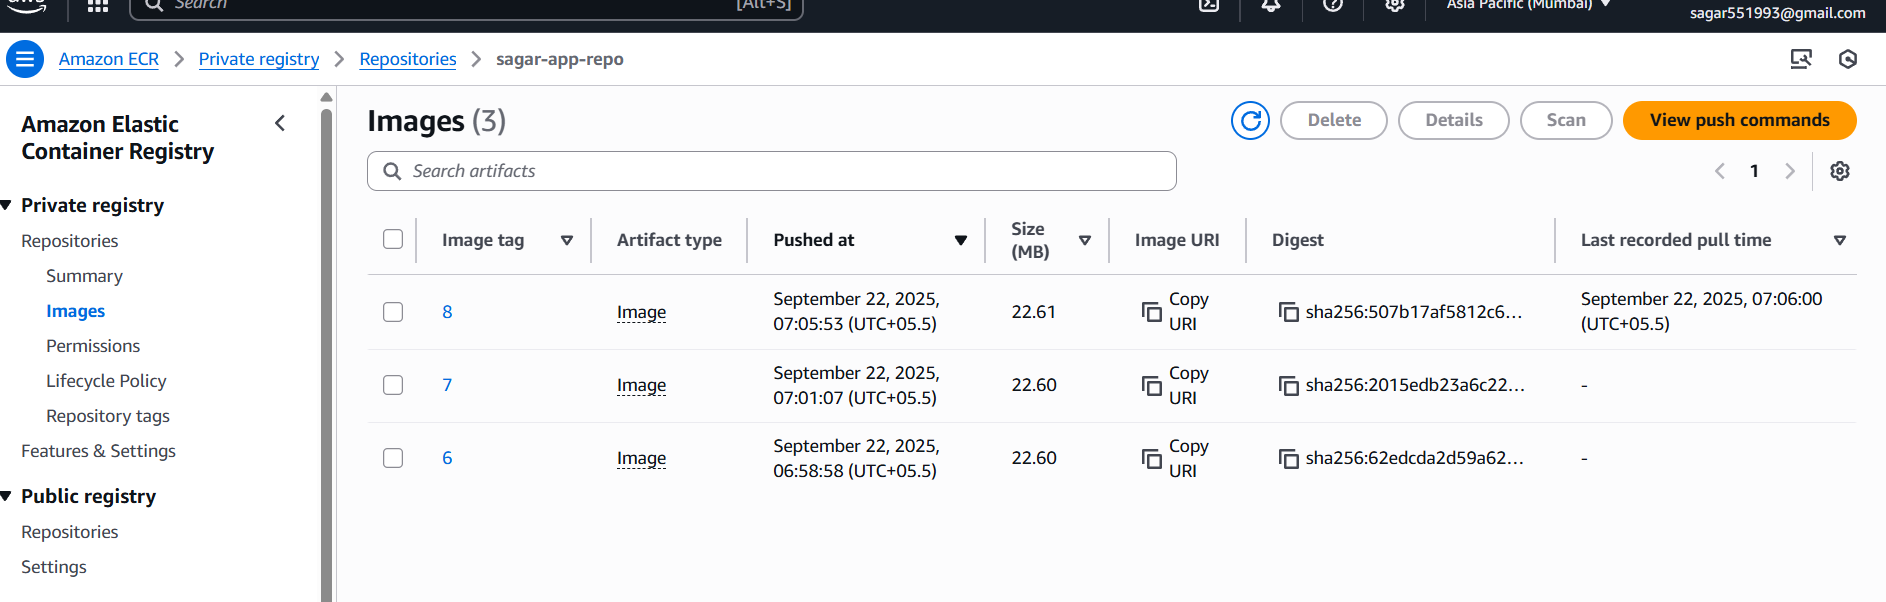 aws
Search
[Alt+S]
Asia Pacific (Mumbai)
sagar551993@gmail.com
Amazon ECR
Private registry
Repositories
sagar-app-repo
Amazon Elastic
Container Registry
Private registry
Repositories
Summary
Images
Permissions
Lifecycle Policy
Repository tags
Features & Settings
Public registry
Repositories
Settings
Images (3)
Delete
Details
Scan
View push commands
Search artifacts
1
Image tag
Artifact type
Pushed at
Size
(MB)
Image URI
Digest
Last recorded pull time
8
Image
September 22, 2025,
07:05:53 (UTC+05.5)
22.61
Copy
URI
sha256:507b17af5812c6...
September 22, 2025, 07:06:00
(UTC+05.5)
7
Image
September 22, 2025,
07:01:07 (UTC+05.5)
22.60
Copy
URI
sha256:2015edb23a6c22...
-
6
Image
September 22, 2025,
06:58:58 (UTC+05.5)
22.60
Copy
URI
sha256:62edcda2d59a62...
-